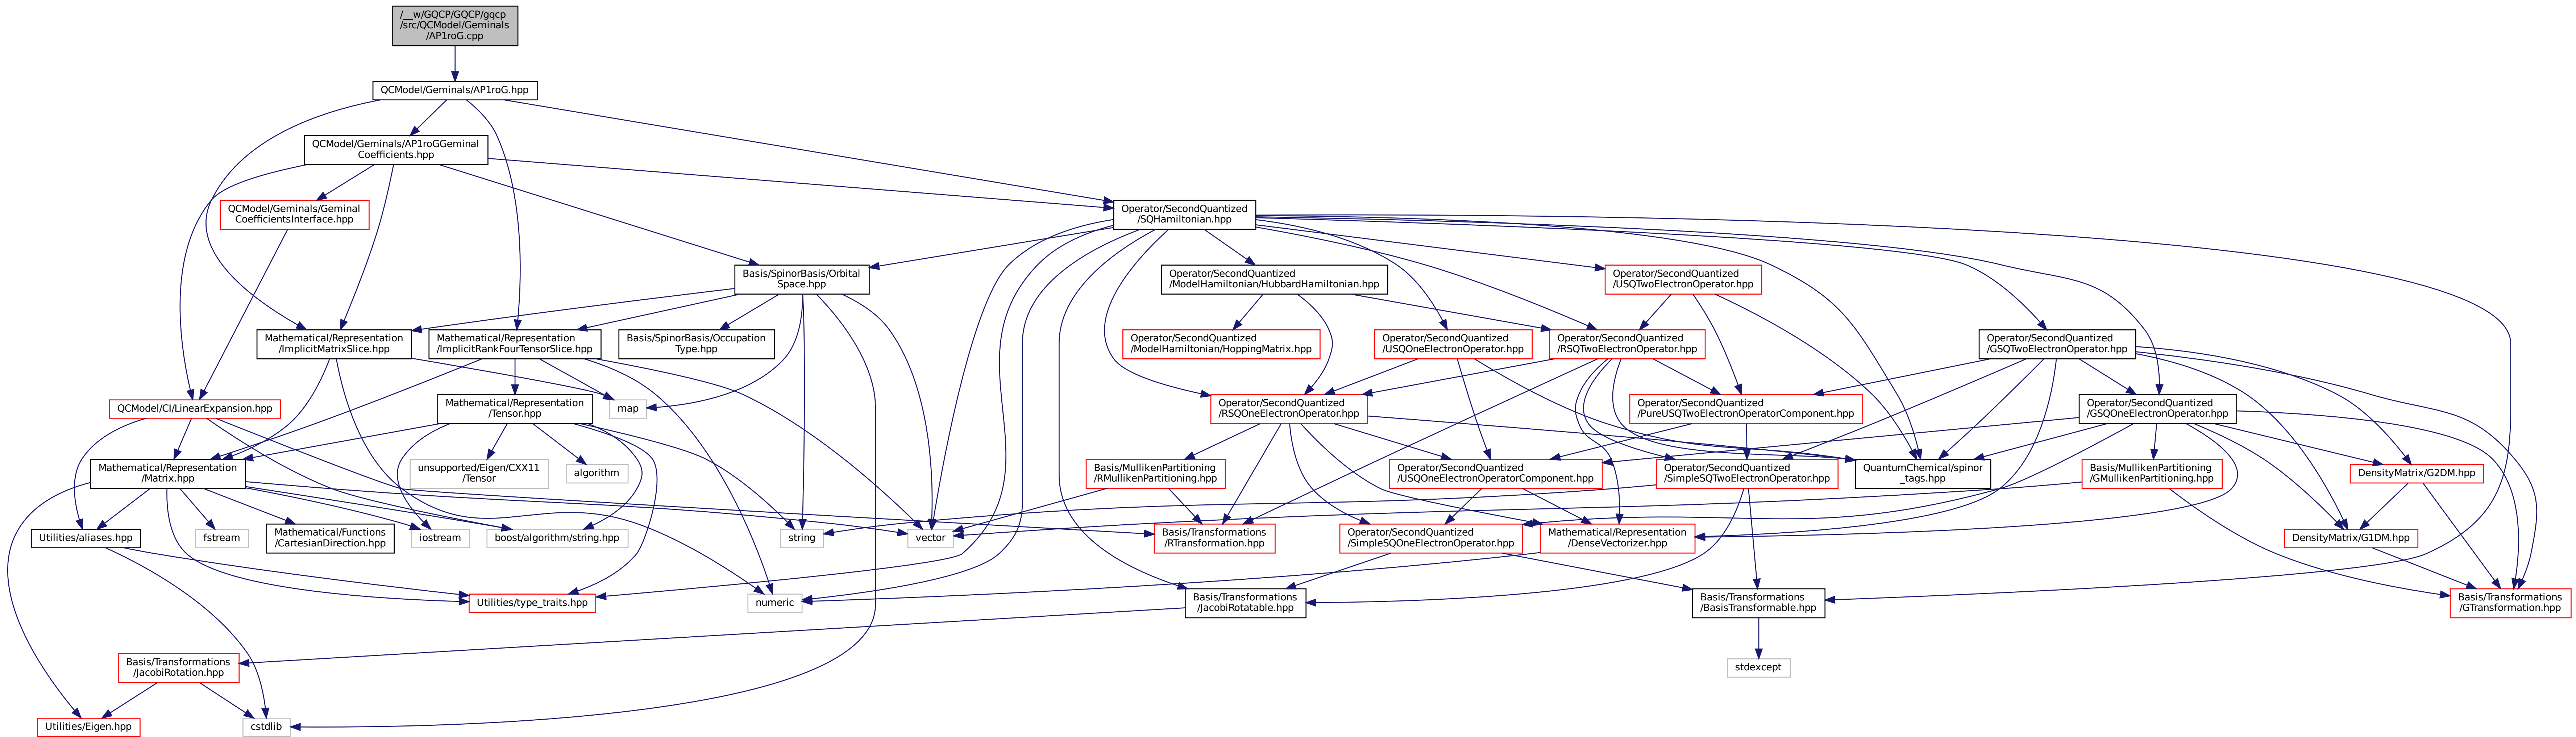 /__w/GQCP/GQCP/gqcp
/src/QCModel/Geminals
/AP1roG.cpp
QCModel/Geminals/AP1roG.hpp
QCModel/Geminals/AP1roGGeminal
Coefficients.hpp
QCModel/Geminals/Geminal
CoefficientsInterface.hpp
Operator/SecondQuantized
/SQHamiltonian.hpp
Basis/SpinorBasis/Orbital
Space.hpp
Operator/SecondQuantized
/ModelHamiltonian/HubbardHamiltonian.hpp
Operator/SecondQuantized
/USQTwoElectronOperator.hpp
Mathematical/Representation
/ImplicitMatrixSlice.hpp
Mathematical/Representation
/ImplicitRankFourTensorSlice.hpp
Basis/SpinorBasis/Occupation
Type.hpp
Operator/SecondQuantized
/ModelHamiltonian/HoppingMatrix.hpp
Operator/SecondQuantized
/USQOneElectronOperator.hpp
Operator/SecondQuantized
/RSQTwoElectronOperator.hpp
Operator/SecondQuantized
/GSQTwoElectronOperator.hpp
QCModel/CI/LinearExpansion.hpp
Mathematical/Representation
/Tensor.hpp
map
Operator/SecondQuantized
/RSQOneElectronOperator.hpp
Operator/SecondQuantized
/PureUSQTwoElectronOperatorComponent.hpp
Operator/SecondQuantized
/GSQOneElectronOperator.hpp
Mathematical/Representation
/Matrix.hpp
unsupported/Eigen/CXX11
/Tensor
algorithm
Basis/MullikenPartitioning
/RMullikenPartitioning.hpp
Operator/SecondQuantized
/USQOneElectronOperatorComponent.hpp
Operator/SecondQuantized
/SimpleSQTwoElectronOperator.hpp
QuantumChemical/spinor
_tags.hpp
Basis/MullikenPartitioning
/GMullikenPartitioning.hpp
DensityMatrix/G2DM.hpp
Utilities/aliases.hpp
fstream
Mathematical/Functions
/CartesianDirection.hpp
iostream
boost/algorithm/string.hpp
string
vector
Basis/Transformations
/RTransformation.hpp
Operator/SecondQuantized
/SimpleSQOneElectronOperator.hpp
Mathematical/Representation
/DenseVectorizer.hpp
DensityMatrix/G1DM.hpp
Utilities/type_traits.hpp
numeric
Basis/Transformations
/JacobiRotatable.hpp
Basis/Transformations
/BasisTransformable.hpp
Basis/Transformations
/GTransformation.hpp
Basis/Transformations
/JacobiRotation.hpp
stdexcept
Utilities/Eigen.hpp
cstdlib